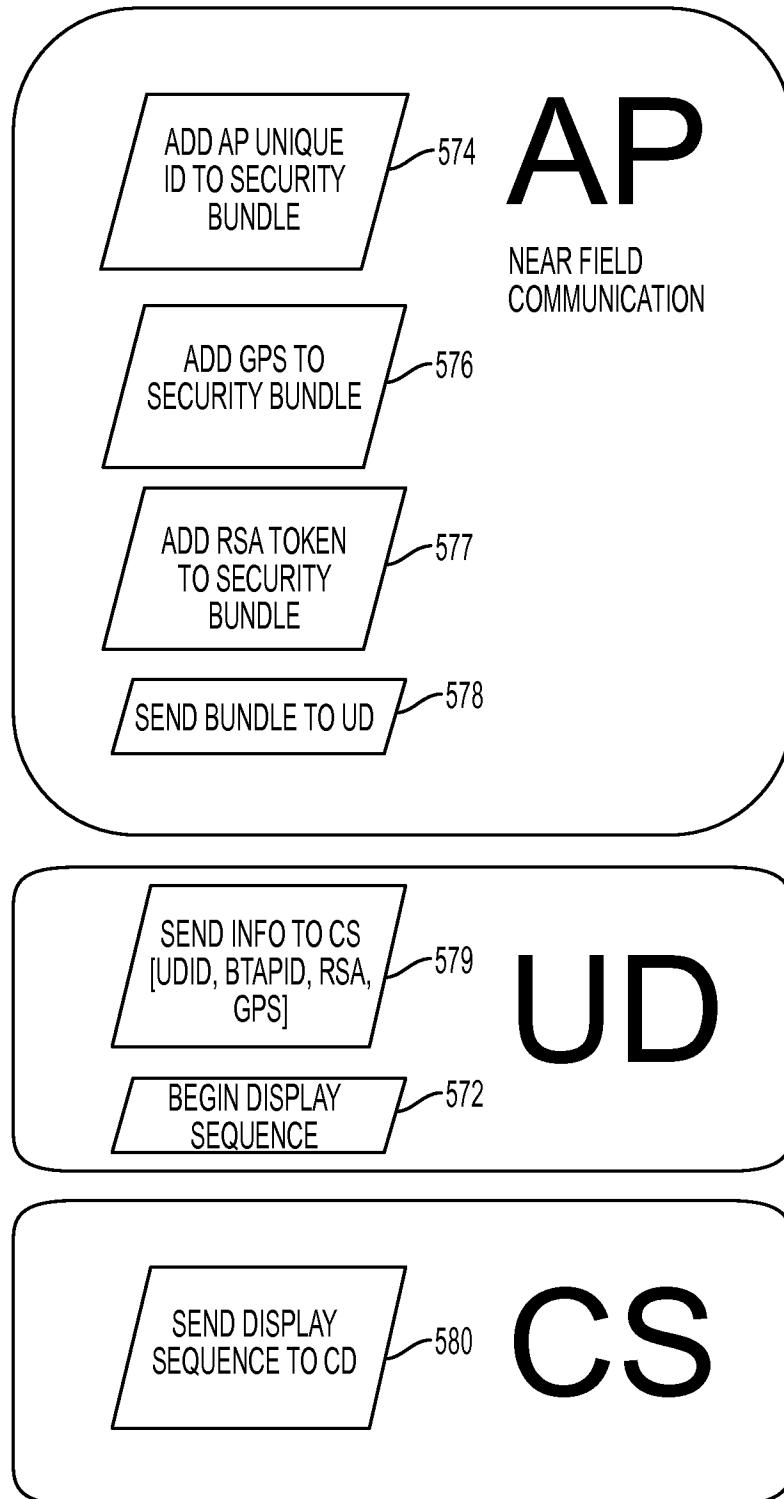 ADD AP UNIQUE
ID TO SECURITY
BUNDLE
574
AP
NEAR FIELD
COMMUNICATION
ADD GPS TO
SECURITY BUNDLE
576
ADD RSA TOKEN
TO SECURITY
BUNDLE
577
SEND BUNDLE TO UD
578
SEND INFO TO CS
[UDID, BTAPID, RSA,
GPS]
579
UD
BEGIN DISPLAY
SEQUENCE
572
SEND DISPLAY
SEQUENCE TO CD
580
CS